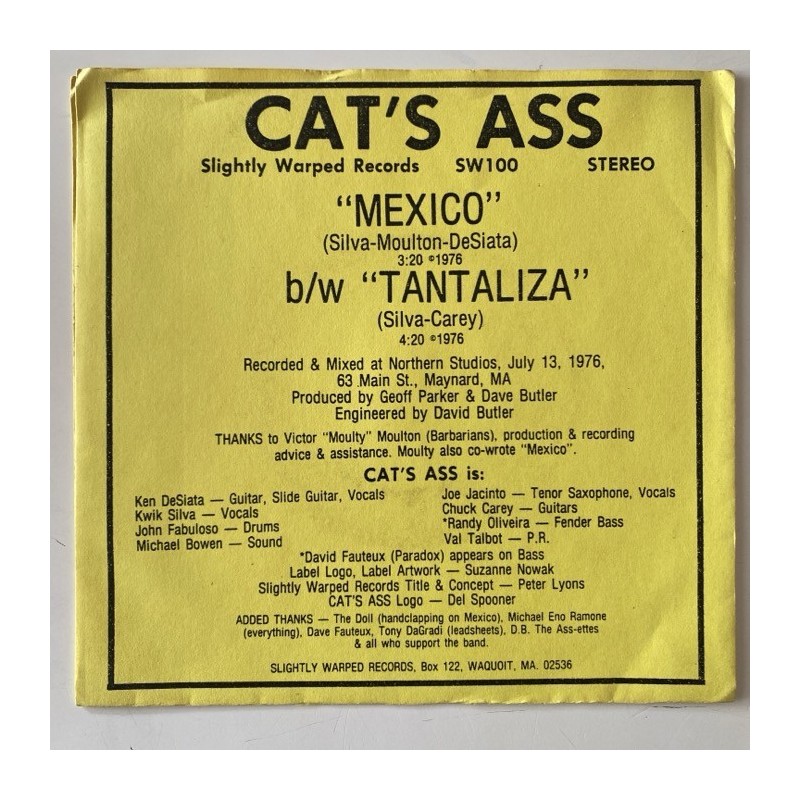 CAT'S ASS
Slightly Warped Records SW100 STEREO
"MEXICO"
(Silva-Moulton-DeSiata)
3:20 ©1976
b/w "TANTALIZA"
(Silva-Carey)
4:20 ©1976
Recorded & Mixed at Northern Studios, July 13, 1976,
63 Main St., Maynard, MA
Produced by Geoff Parker & Dave Butler
Engineered by David Butler
THANKS to Victor "Moulty" Moulton (Barbarians), production & recording
advice & assistance. Moulty also co-wrote "Mexico".
CAT'S ASS is:
Ken DeSiata — Guitar, Slide Guitar, Vocals
Kwik Silva — Vocals
John Fabuloso — Drums
Michael Bowen — Sound
Joe Jacinto — Tenor Saxophone, Vocals
Chuck Carey — Guitars
*Randy Oliveira — Fender Bass
Val Talbot — P.R.
*David Fauteux (Paradox) appears on Bass
Label Logo, Label Artwork — Suzanne Nowak
Slightly Warped Records Title & Concept — Peter Lyons
CAT'S ASS Logo — Del Spooner
ADDED THANKS — The Doll (handclapping on Mexico), Michael Eno Ramone
(everything), Dave Fauteux, Tony DaGradi (leadsheets), D.B. The Ass-ettes
& all who support the band.
SLIGHTLY WARPED RECORDS, Box 122, WAQUOIT, MA. 02536